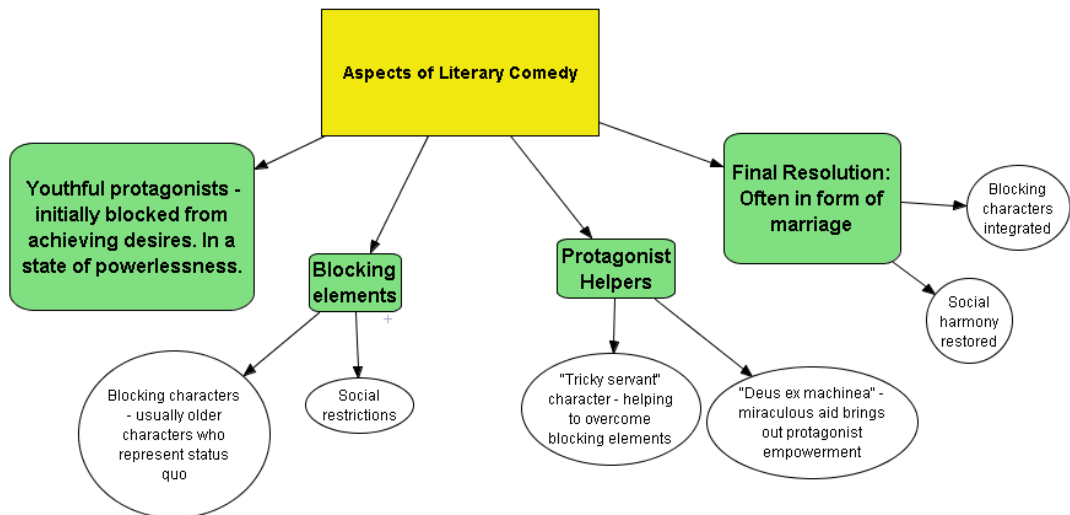 Aspects of Literary Comedy
Youthful protagonists -
initially blocked from
achieving desires. In a
state of powerlessness.
Blocking
elements
Protagonist
Helpers
Final Resolution:
Often in form of
marriage
Blocking
characters
integrated
Social
harmony
restored
Blocking characters
- usually older
characters who
represent status
quo
Social
restrictions
"Tricky servant"
character - helping
to overcome
blocking elements
"Deus ex machinea" -
miraculous aid brings
out protagonist
empowerment